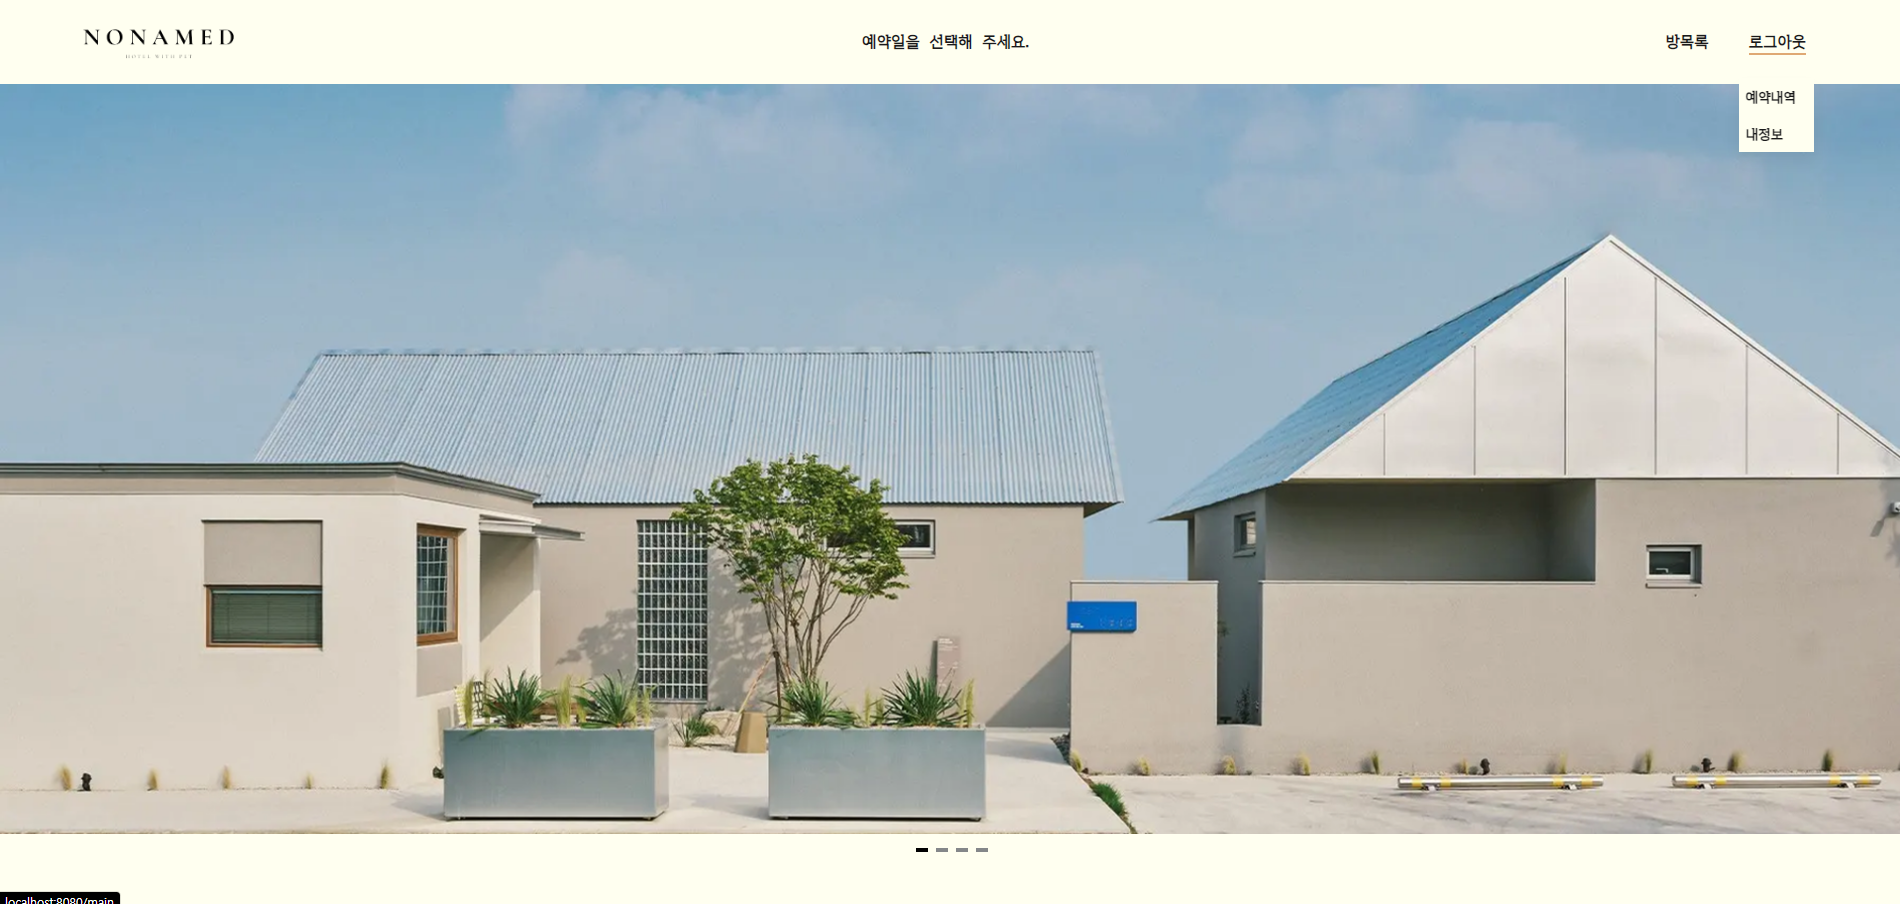 NONAMED
HOTEL WITH PET
예약일을 선택해 주세요.
방목록
로그아웃
예약내역
내정보
localhost:8080/main